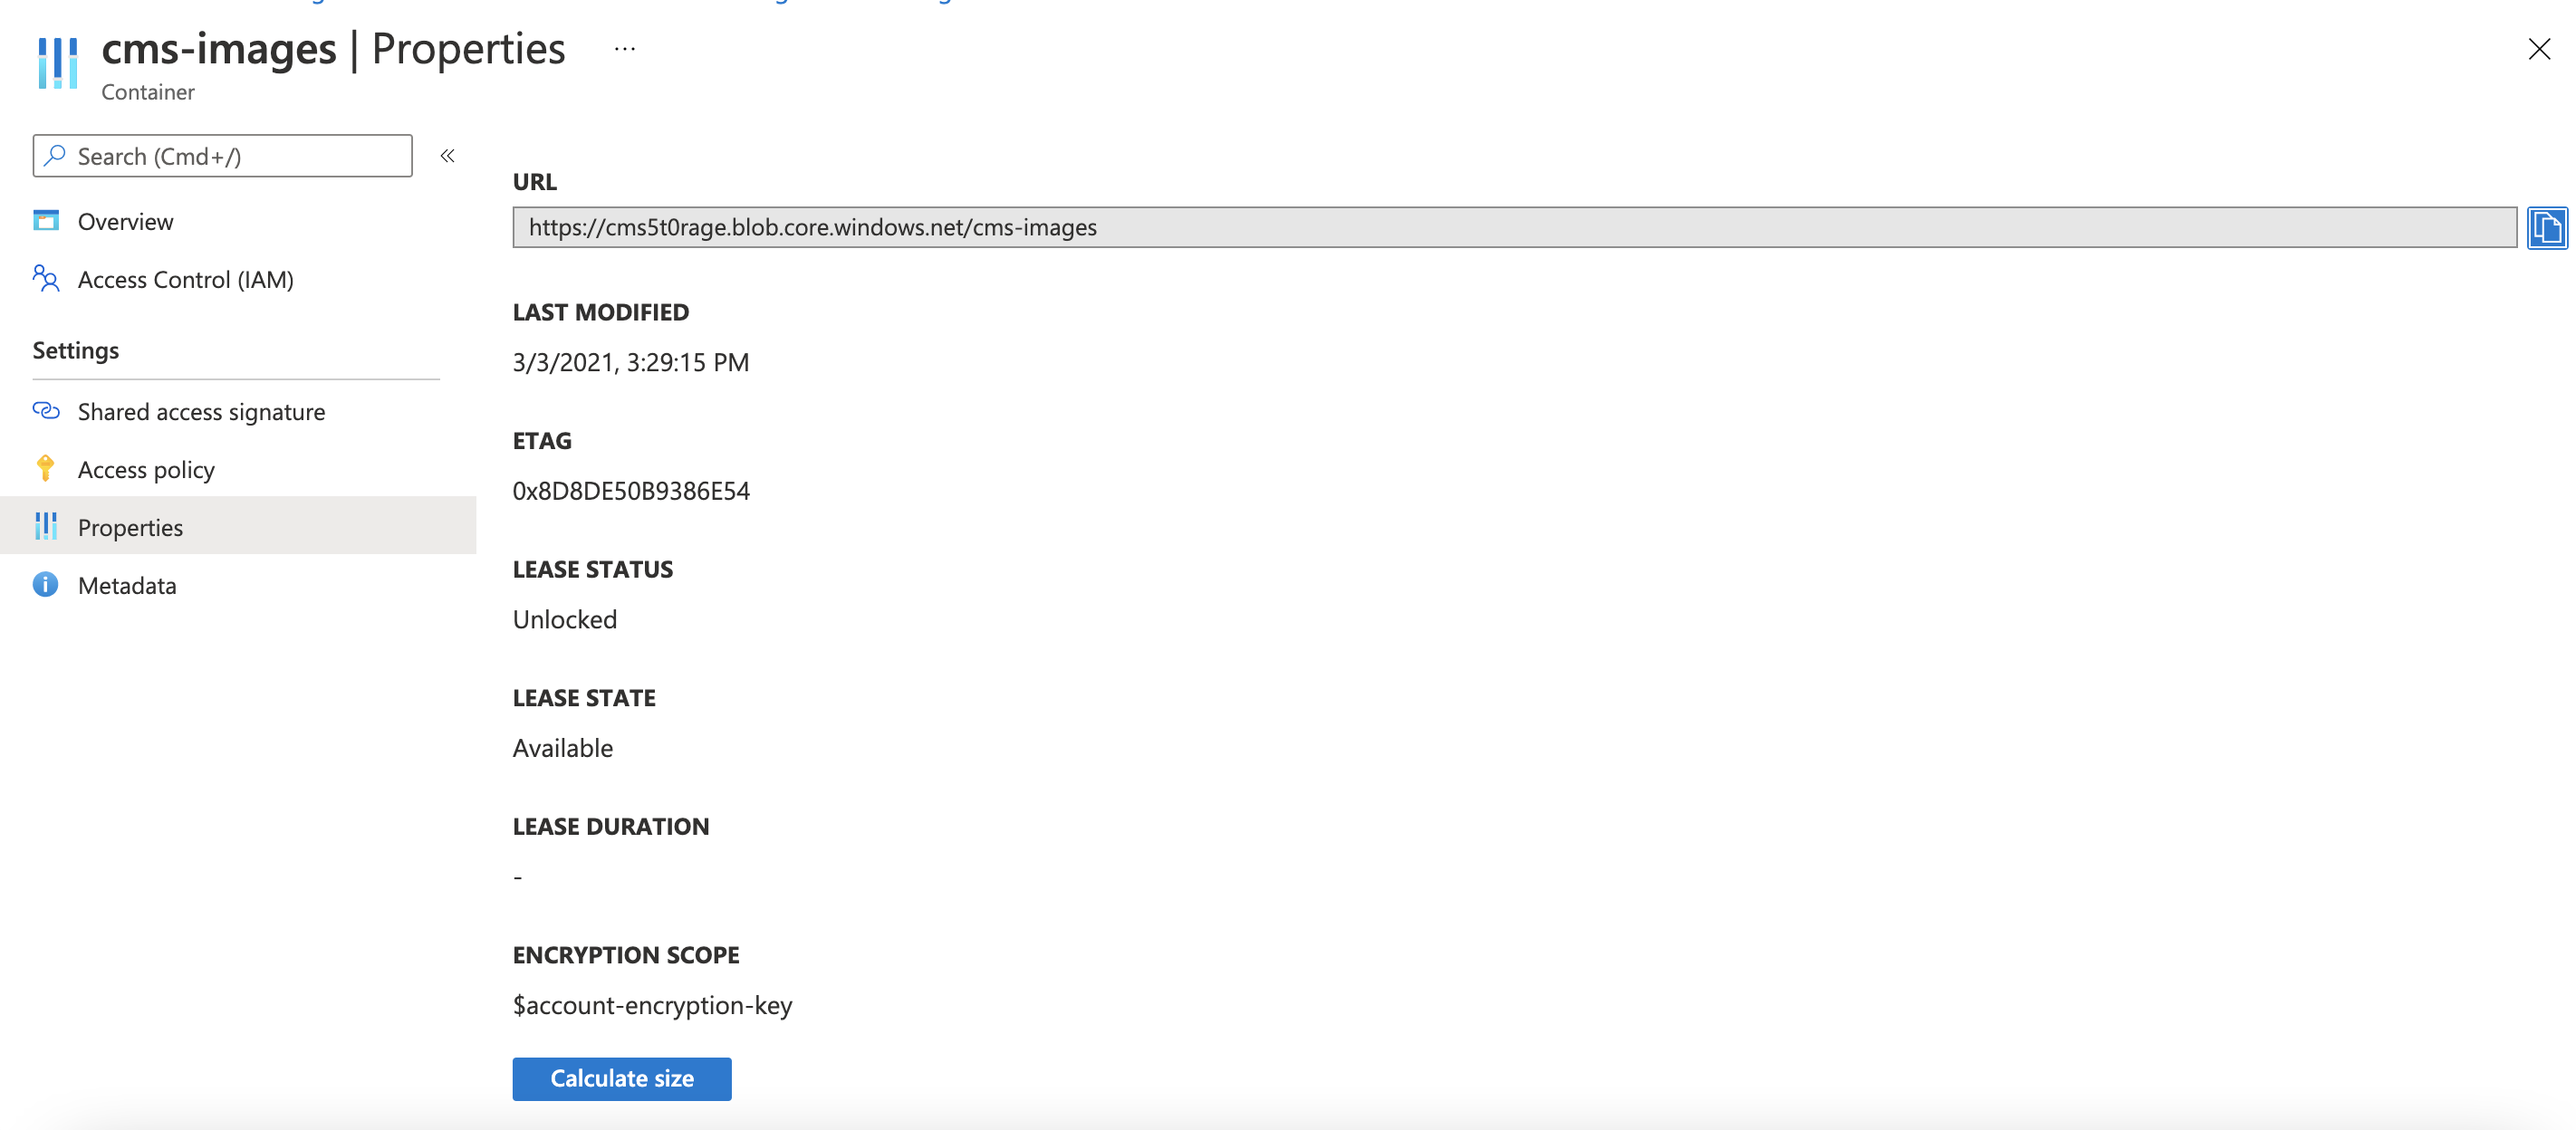 cms-images | Properties ...
Container
Search (Cmd+/)
«
Overview
Access Control (IAM)
Settings
Shared access signature
Access policy
Properties
Metadata
URL
https://cms5t0rage.blob.core.windows.net/cms-images
LAST MODIFIED
3/3/2021, 3:29:15 PM
ETAG
0x8D8DE50B9386E54
LEASE STATUS
Unlocked
LEASE STATE
Available
LEASE DURATION
-
ENCRYPTION SCOPE
$account-encryption-key
Calculate size